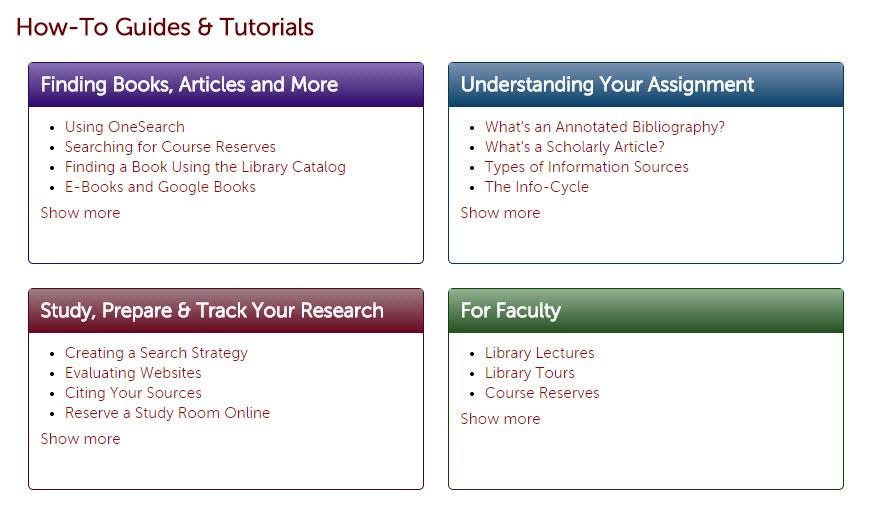 How-To Guides & Tutorials
Finding Books, Articles and More
Using OneSearch
Searching for Course Reserves
Finding a Book Using the Library Catalog
E-Books and Google Books
Show more
Understanding Your Assignment
What's an Annotated Bibliography?
What's a Scholarly Article?
Types of Information Sources
The Info-Cycle
Show more
Study, Prepare & Track Your Research
Creating a Search Strategy
Evaluating Websites
Citing Your Sources
Reserve a Study Room Online
Show more
For Faculty
Library Lectures
Library Tours
Course Reserves
Show more